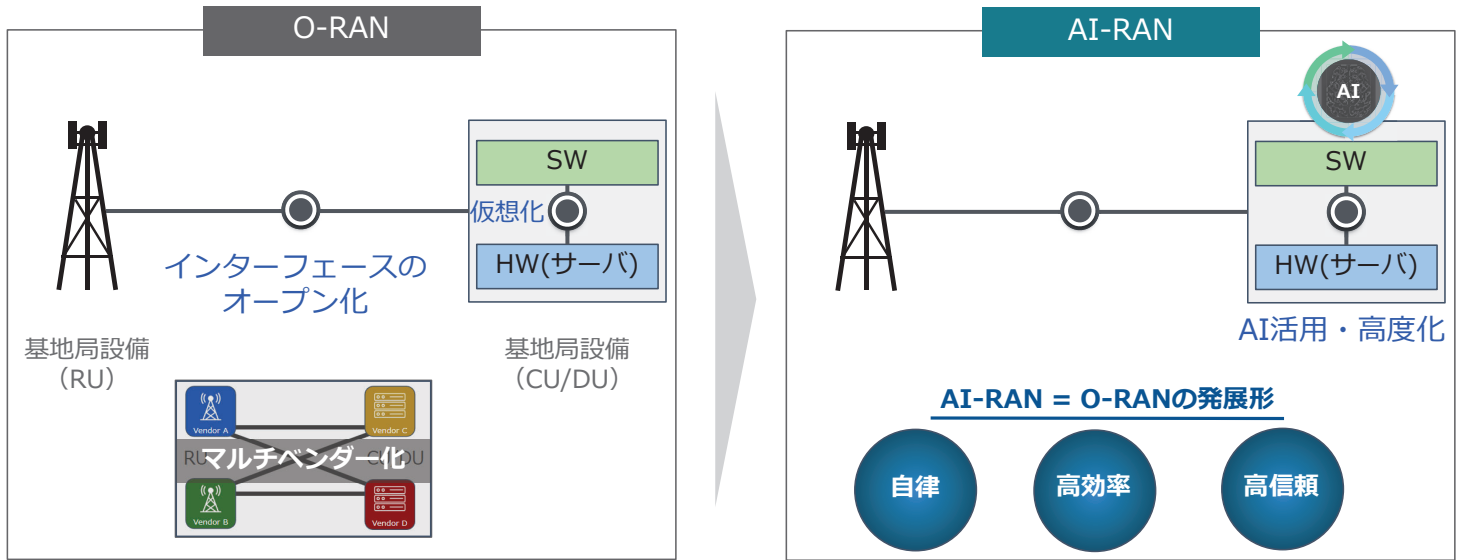 O-RAN
SW
仮想化
HW(サーバ)
インターフェースの
オープン化
基地局設備
（RU）
基地局設備
（CU/DU）
Vendor A
Vendor C
RU
マルチベンダー化
CU/DU
Vendor B
Vendor D
AI-RAN
AI
SW
HW(サーバ)
AI活用・高度化
AI-RAN = O-RANの発展形
自律
高効率
高信頼